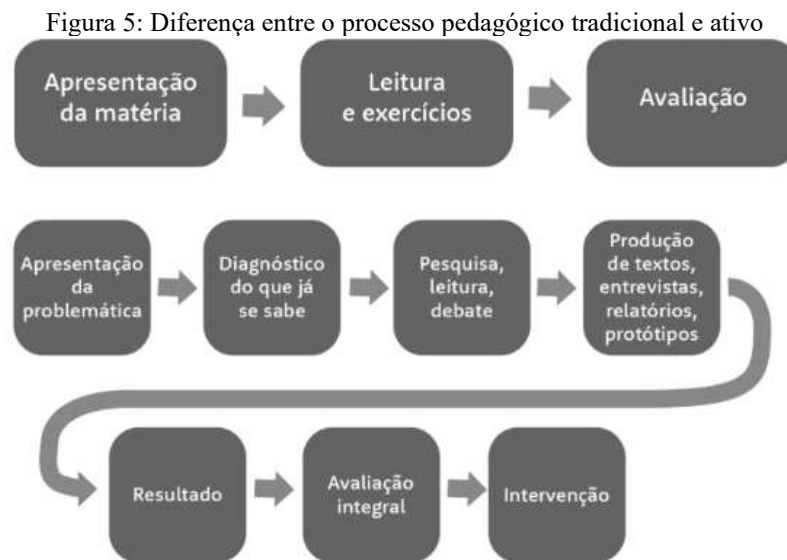 Figura 5: Diferença entre o processo pedagógico tradicional e ativo
Apresentação
da matéria
Leitura
e exercícios
Avaliação
Apresentação
da
problemática
Diagnóstico
do que já
se sabe
Pesquisa,
leitura,
debate
Produção
de textos,
entrevistas,
relatórios,
protótipos
Resultado
Avaliação
integral
Intervenção